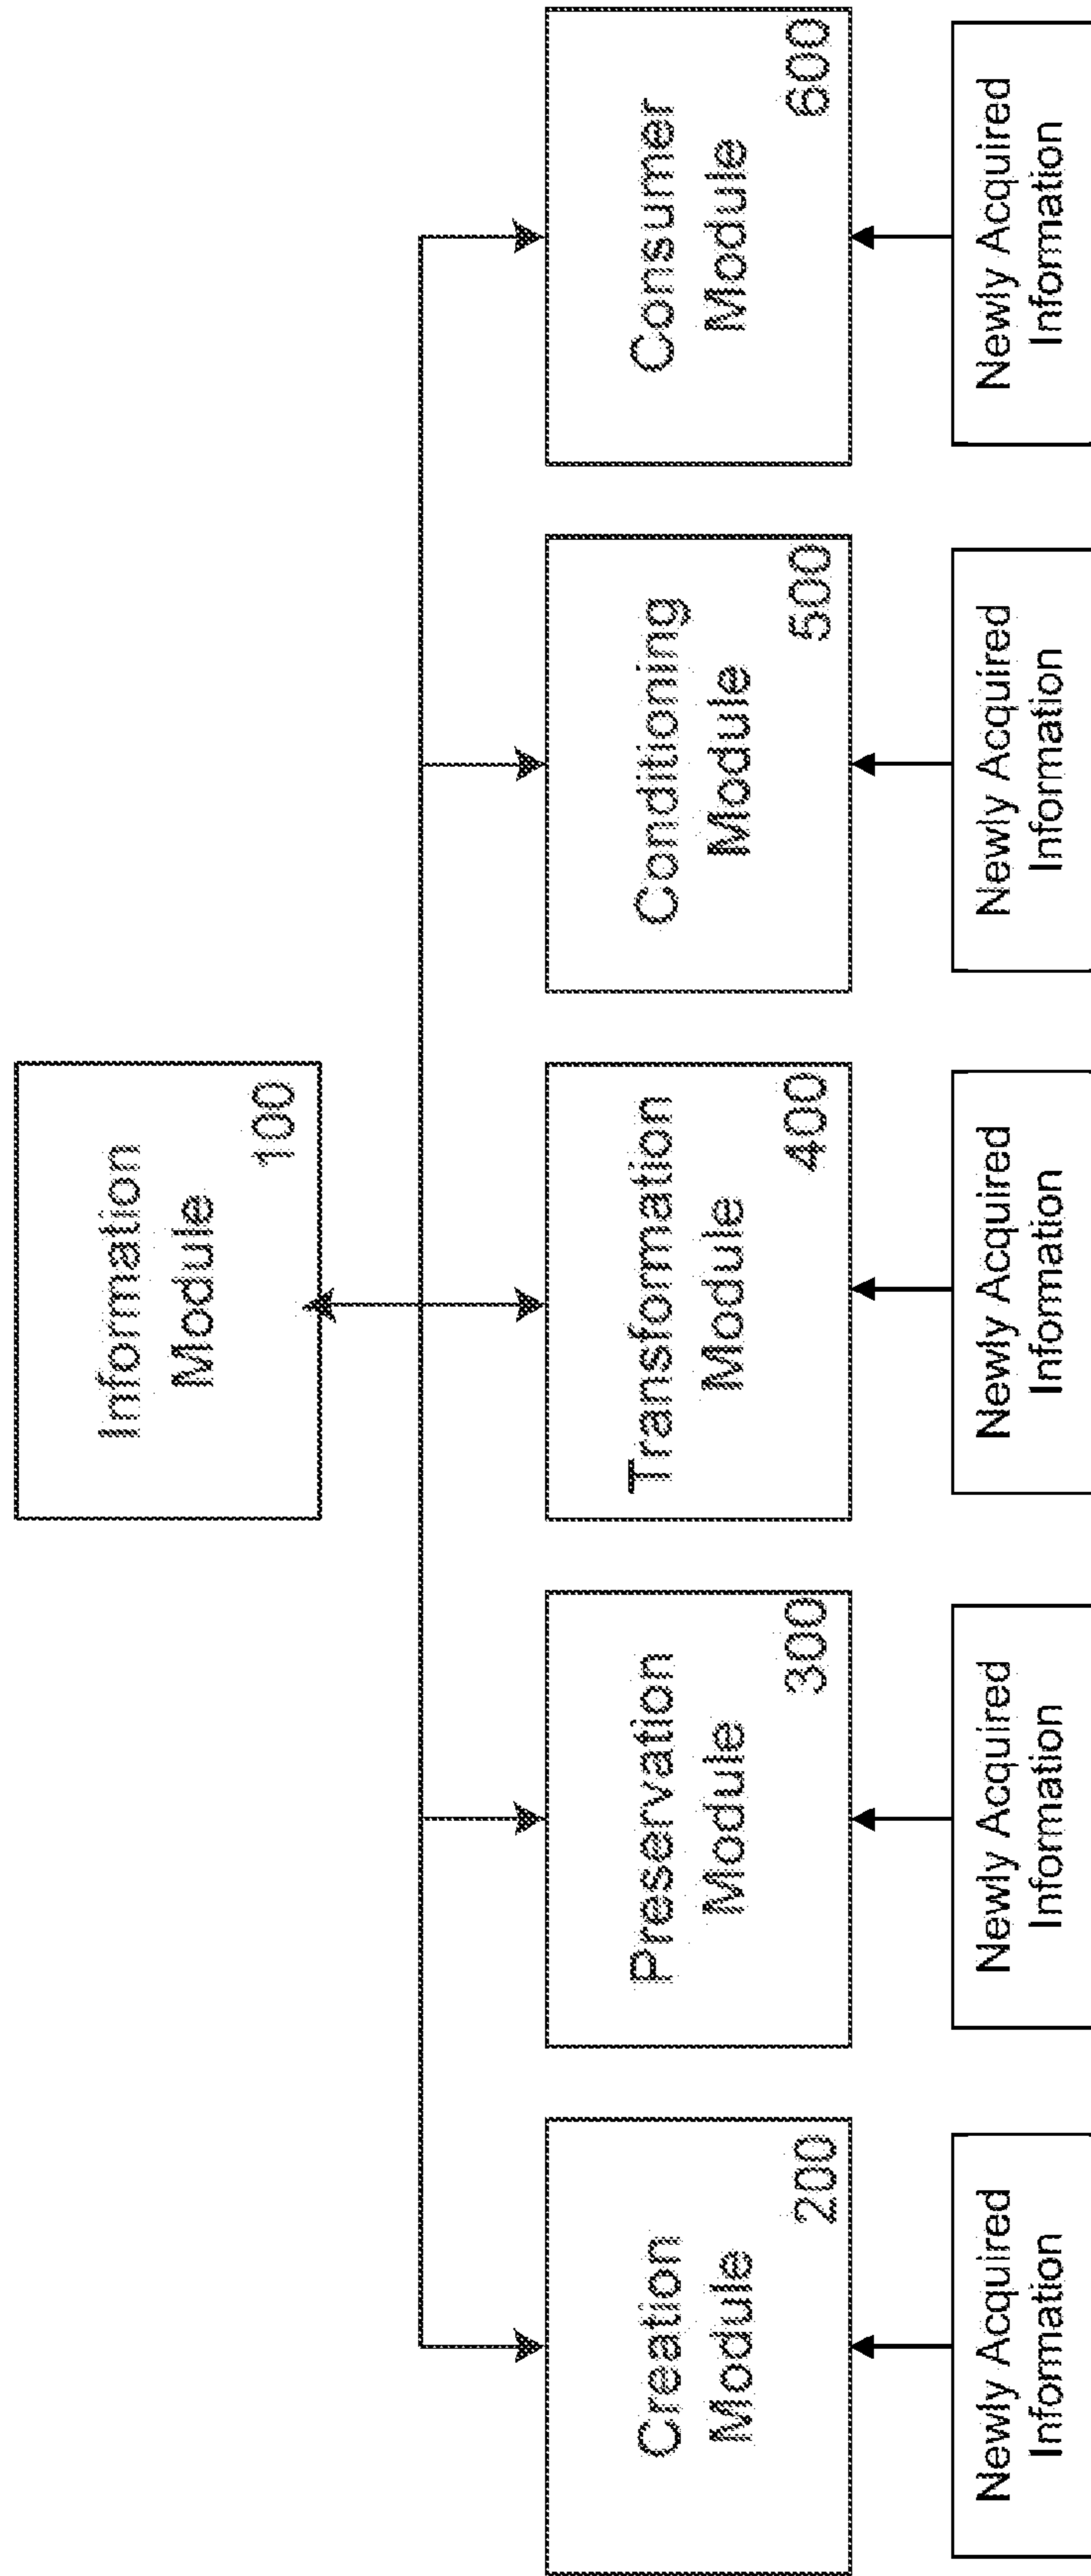 Information
Module
100
Creation
Module
200
Preservation
Module
300
Transformation
Module
400
Conditioning
Module
500
Consumer
Module
600
Newly Acquired
Information
Newly Acquired
Information
Newly Acquired
Information
Newly Acquired
Information
Newly Acquired
Information